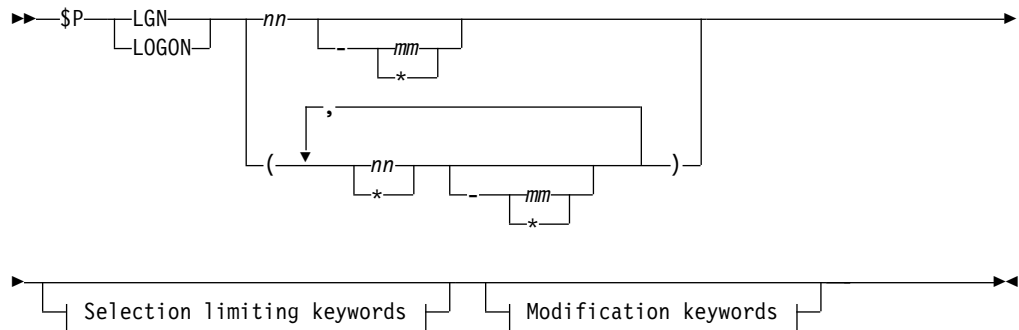 $P LGN nn
LOGON - mm
*
,
( nn )
* - mm
*
Selection limiting keywords Modification keywords